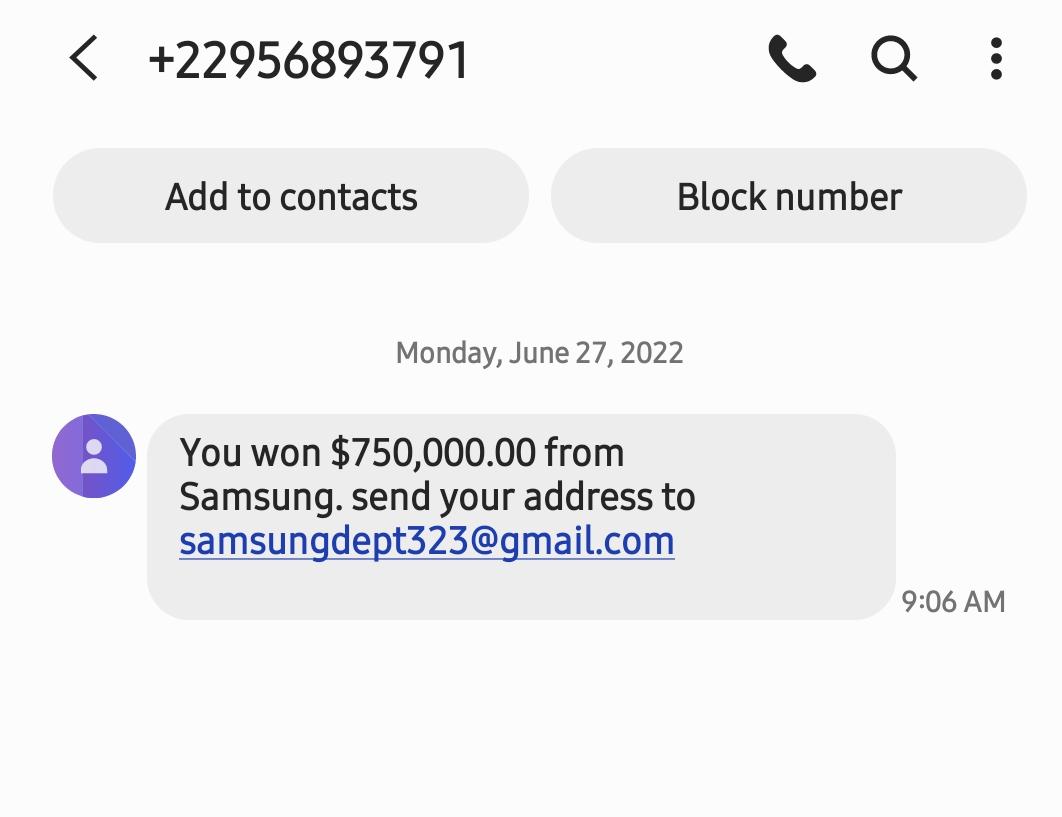 +22956893791
Add to contacts
Block number
Monday, June 27, 2022
You won $750,000.00 from
Samsung. send your address to
samsungdept323@gmail.com
9:06 AM